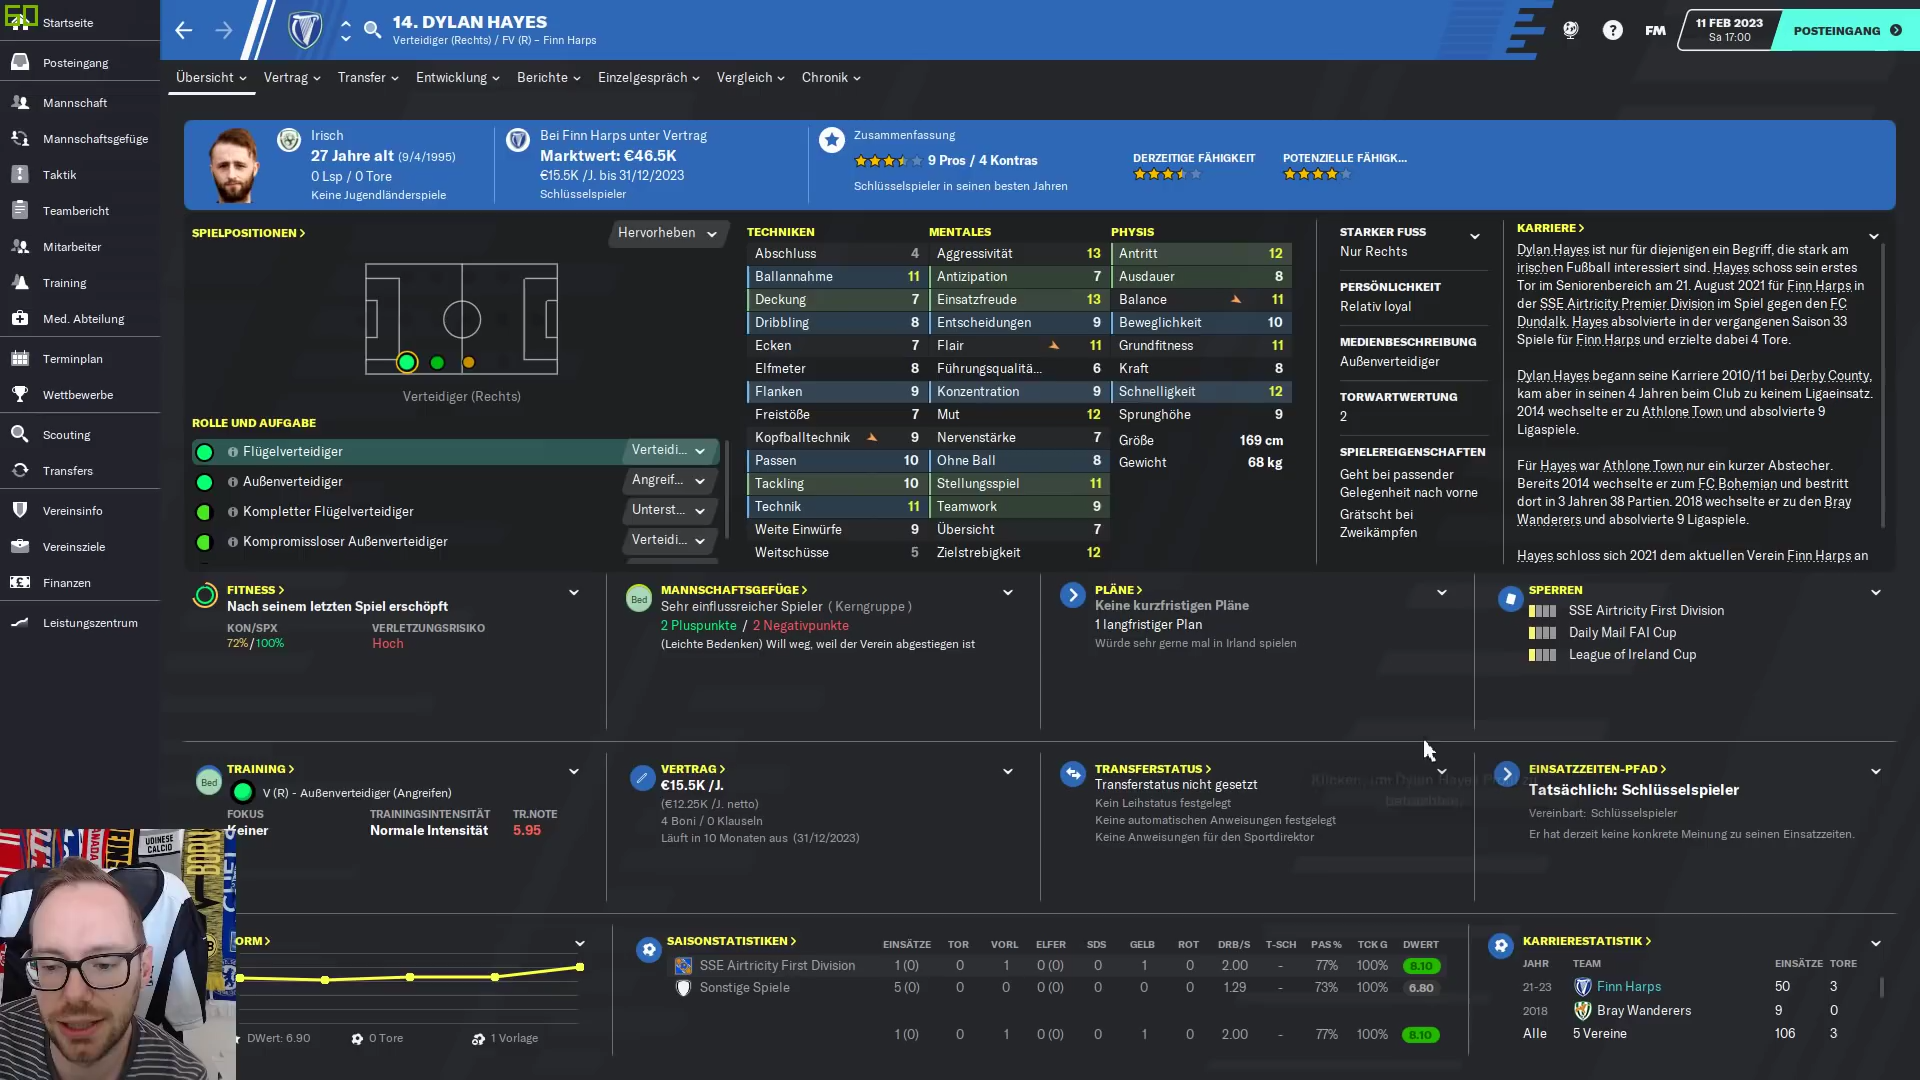 60
Startseite
Posteingang
Mannschaft
Mannschaftsgefüge
Taktik
Teambericht
Mitarbeiter
Training
Med. Abteilung
Terminplan
Wettbewerbe
Scouting
Transfers
Vereinsinfo
Vereinsziele
Finanzen
Leistungszentrum
14. DYLAN HAYES
Verteidiger (Rechts) / FV (R) – Finn Harps
FM
11 FEB 2023
Sa 17:00
POSTEINGANG
Übersicht Vertrag Transfer Entwicklung Berichte Einzelgespräch Vergleich Chronik
Irisch
27 Jahre alt (9/4/1995)
0 Lsp / 0 Tore
Keine Jugendländerspiele
Bei Finn Harps unter Vertrag
Marktwert: €46.5K
€15.5K /J. bis 31/12/2023
Schlüsselspieler
Zusammenfassung
9 Pros / 4 Kontras
Schlüsselspieler in seinen besten Jahren
DERZEITIGE FÄHIGKEIT
POTENZIELLE FÄHIGK...
SPIELPOSITIONEN
Hervorheben
Verteidiger (Rechts)
ROLLE UND AUFGABE
Flügelverteidiger Verteidi...
Außenverteidiger Angreif...
Kompletter Flügelverteidiger Unterst...
Kompromissloser Außenverteidiger Verteidi...
TECHNIKEN
Abschluss 4
Ballannahme 11
Deckung 7
Dribbling 8
Ecken 7
Elfmeter 8
Flanken 9
Freistöße 7
Kopfballtechnik 9
Passen 10
Tackling 10
Technik 11
Weite Einwürfe 9
Weitschüsse 5
MENTALES
Aggressivität 13
Antizipation 7
Einsatzfreude 13
Entscheidungen 9
Flair 11
Führungsqualitä... 6
Konzentration 9
Mut 12
Nervenstärke 7
Ohne Ball 8
Stellungsspiel 11
Teamwork 9
Übersicht 7
Zielstrebigkeit 12
PHYSIS
Antritt 12
Ausdauer 8
Balance 11
Beweglichkeit 10
Grundfitness 11
Kraft 8
Schnelligkeit 12
Sprunghöhe 9
Größe 169 cm
Gewicht 68 kg
STARKER FUSS
Nur Rechts
PERSÖNLICHKEIT
Relativ loyal
MEDIENBESCHREIBUNG
Außenverteidiger
TORWARTWERTUNG
2
SPIELEREIGENSCHAFTEN
Geht bei passender
Gelegenheit nach vorne
Grätscht bei
Zweikämpfen
KARRIERE
Dylan Hayes ist nur für diejenigen ein Begriff, die stark am
irischen Fußball interessiert sind. Hayes schoss sein erstes
Tor im Seniorenbereich am 21. August 2021 für Finn Harps in
der SSE Airtricity Premier Division im Spiel gegen den FC
Dundalk. Hayes absolvierte in der vergangenen Saison 33
Spiele für Finn Harps und erzielte dabei 4 Tore.
Dylan Hayes begann seine Karriere 2010/11 bei Derby County,
kam aber in seinen 4 Jahren beim Club zu keinem Ligaeinsatz.
2014 wechselte er zu Athlone Town und absolvierte 9
Ligaspiele.
Für Hayes war Athlone Town nur ein kurzer Abstecher.
Bereits 2014 wechselte er zum FC Bohemian und bestritt
dort in 3 Jahren 38 Partien. 2018 wechselte er zu den Bray
Wanderers und absolvierte 9 Ligaspiele.
Hayes schloss sich 2021 dem aktuellen Verein Finn Harps an
FITNESS
Nach seinem letzten Spiel erschöpft
KON/SPX VERLETZUNGSRISIKO
72%/100% Hoch
Bed
MANNSCHAFTSGEFÜGE
Sehr einflussreicher Spieler (Kerngruppe)
2 Pluspunkte / 2 Negativpunkte
(Leichte Bedenken) Will weg, weil der Verein abgestiegen ist
PLÄNE
Keine kurzfristigen Pläne
1 langfristiger Plan
Würde sehr gerne mal in Irland spielen
SPERREN
SSE Airtricity First Division
Daily Mail FAI Cup
League of Ireland Cup
Bed
TRAINING
V (R) - Außenverteidiger (Angreifen)
FOKUS TRAININGSINTENSITÄT TR.NOTE
Keiner Normale Intensität 5.95
VERTRAG
€15.5K /J.
(€12.25K /J. netto)
4 Boni / 0 Klauseln
Läuft in 10 Monaten aus (31/12/2023)
TRANSFERSTATUS
Transferstatus nicht gesetzt
Kein Leihstatus festgelegt
Keine automatischen Anweisungen festgelegt
Keine Anweisungen für den Sportdirektor
EINSATZZEITEN-PFAD
Tatsächlich: Schlüsselspieler
Vereinbart: Schlüsselspieler
Er hat derzeit keine konkrete Meinung zu seinen Einsatzzeiten.
UDINESE
CALCIO
ORM
DWert: 6.90 0 Tore 1 Vorlage
SAISONSTATISTIKEN EINSÄTZE TOR VORL ELFER SDS GELB ROT DRB/S T-SCH PAS % TCK G DWERT
SSE Airtricity First Division 1 (0) 0 1 0 (0) 0 1 0 2.00 - 77% 100% 8.10
Sonstige Spiele 5 (0) 0 0 0 (0) 0 0 0 1.29 - 73% 100% 6.80
1 (0) 0 1 0 (0) 0 1 0 2.00 - 77% 100% 8.10
KARRIERESTATISTIK
JAHR TEAM EINSÄTZE TORE
21-23 Finn Harps 50 3
2018 Bray Wanderers 9 0
Alle 5 Vereine 106 3